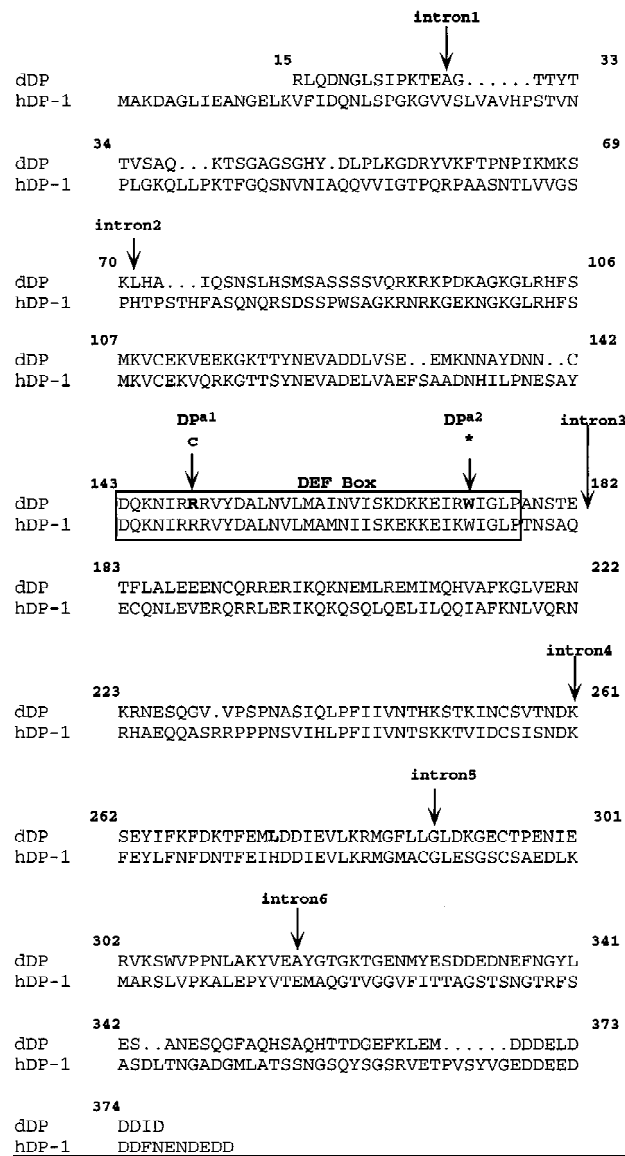 intron1
15 33
dDP RLQDNGLSIPKTEAG......TTYT
hDP-1 MAKDAGLIEANGELKVFIDQNLSPGKGVVSLVAVHPSTVN
34 69
dDP TVSAQ...KTSGAGSGHY.DLPLKGDRYVKFTPNPIKMKS
hDP-1 PLGKQLLPKTFGQSNVNIAQQVVIGTPQRPAASNTLVVGS
intron2
70 106
dDP KLHA...IQSNSLHSMSASSSSVQRKRKPDKAGKGLRHFS
hDP-1 PHTPSTHFASQNQRSDSSPWSAGKRNRKGEKNGKGLRHFS
107 142
dDP MKVCEKVEEKGKTTYNEVADDLVSE..EMKNNAYDNN..C
hDP-1 MKVCEKVQRKGTTSYNEVADELVAEFSAADNHILPNESAY
DPa1 DPa2 intron3
C *
143 DEF Box 182
dDP DQKNIRRRVYDALNVLMAINVISKDKKEIRWIGLPANSTE
hDP-1 DQKNIRRRVYDALNVLMAMNIISKEKKEIKWIGLPTNSAQ
183 222
dDP TFLALEEENCQRRERIKQKNEMLREMIMQHVAFKGLVERN
hDP-1 ECQNLEVERQRRLERIKQKQSQLQELILQQIAFKNLVQRN
intron4
223 261
dDP KRNESQGV.VPSPNASIQLPFIIVNTHKSTKINCSVTNDK
hDP-1 RHAEQQASRRPPPNSVIHLPFIIVNTSKKTVIDCSISNDK
intron5
262 301
dDP SEYIFKFDKTFEMLDDIEVLKRMGFLLGLDKGECTPENIE
hDP-1 FEYLFNFDNTFEIHDDIEVLKRMGMACGLESGSCSAEDLK
intron6
302 341
dDP RVKSWVPPNLAKYVEAYGTGKTGENMYESDDEDNEFNGYL
hDP-1 MARSLVPKALEPYVTEMAQGTVGGVFITTAGSTSNGTRFS
342 373
dDP ES..ANESQGFAQHSAQHTTDGEFKLEM......DDDELD
hDP-1 ASDLTNGADGMLATSSNGSQYSGSRVETPVSYVGEDDEED
374
dDP DDID
hDP-1 DDFNENDEDD